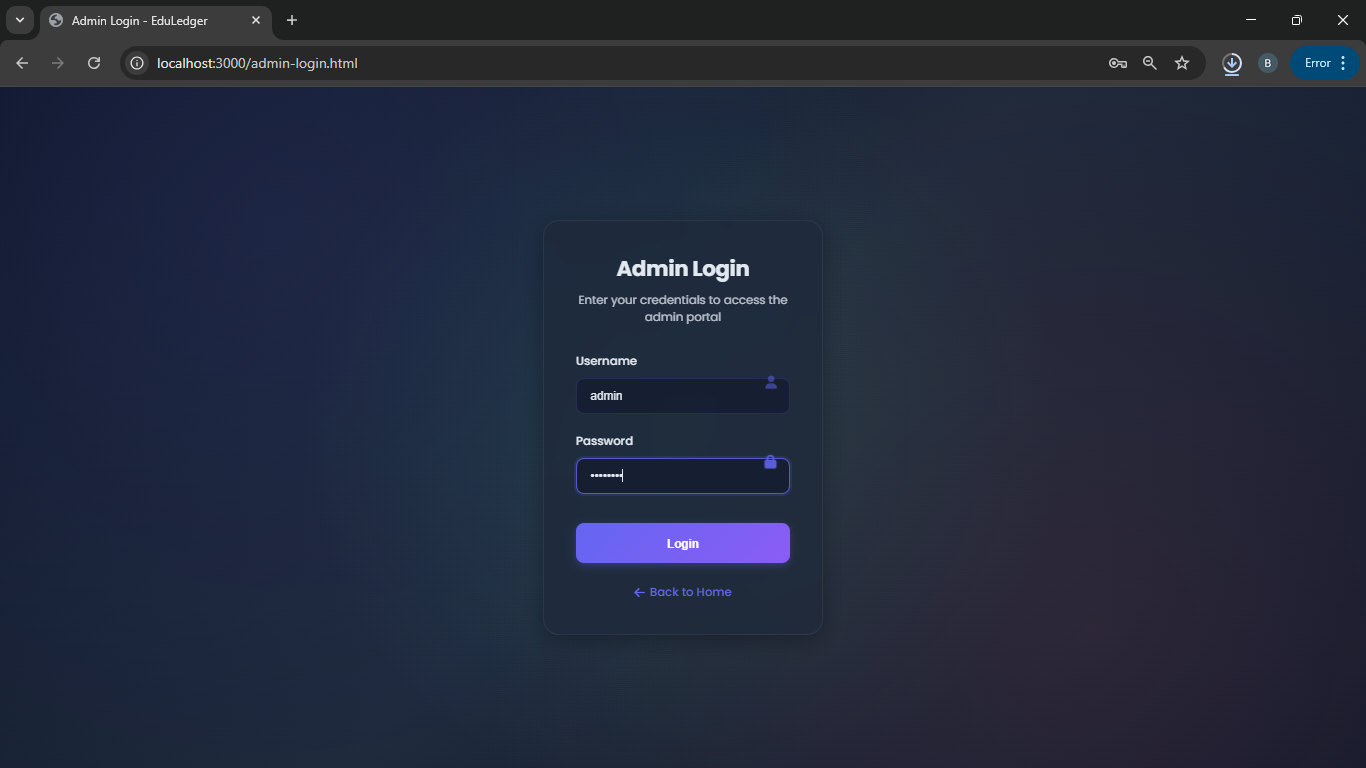 Admin Login - EduLedger
localhost:3000/admin-login.html
B
Error
Admin Login
Enter your credentials to access the
admin portal
Username
admin
Password
••••••••
Login
← Back to Home